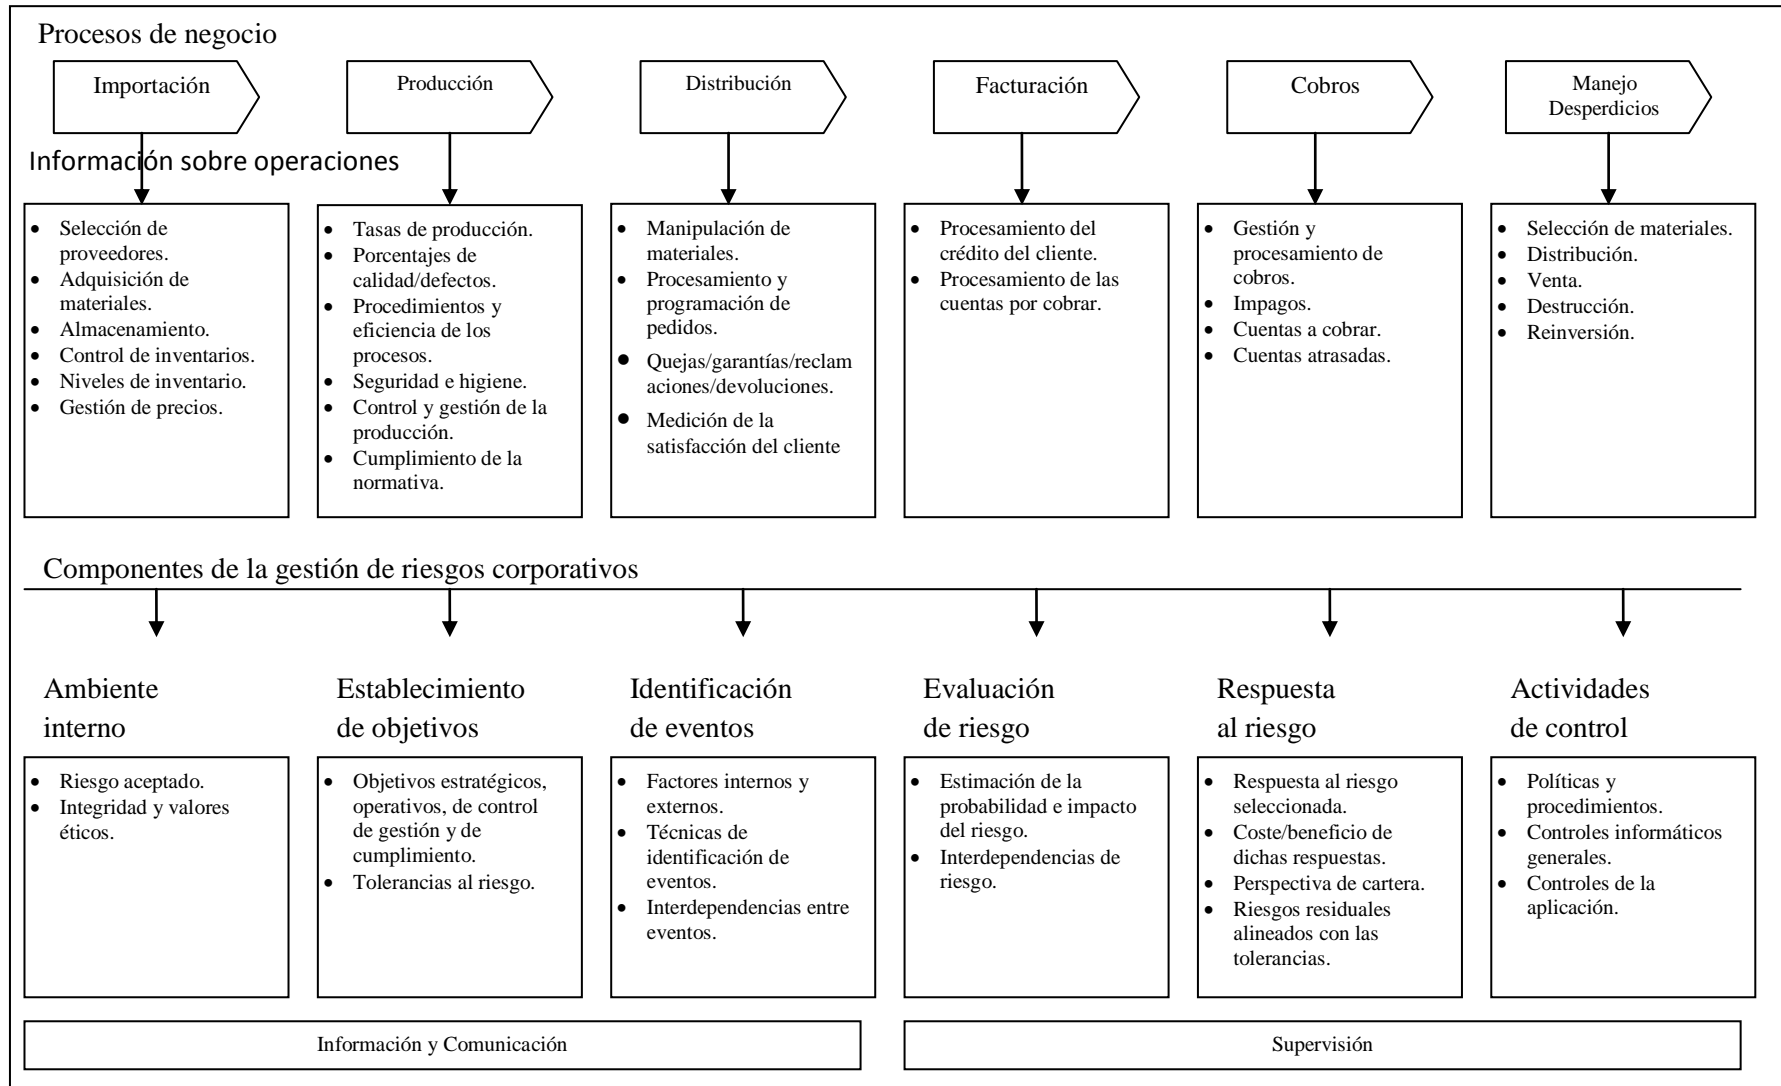 Procesos de negocio
Importación
Producción
Distribución
Facturación
Cobros
Manejo
Desperdicios
Información sobre operaciones
• Selección de
proveedores.
• Adquisición de
materiales.
• Almacenamiento.
• Control de inventarios.
• Niveles de inventario.
• Gestión de precios.
• Tasas de producción.
• Porcentajes de
calidad/defectos.
• Procedimientos y
eficiencia de los
procesos.
• Seguridad e higiene.
• Control y gestión de la
producción.
• Cumplimiento de la
normativa.
• Manipulación de
materiales.
• Procesamiento y
programación de
pedidos.
• Quejas/garantías/reclam
aciones/devoluciones.
• Medición de la
satisfacción del cliente
• Procesamiento del
crédito del cliente.
• Procesamiento de las
cuentas por cobrar.
• Gestión y
procesamiento de
cobros.
• Impagos.
• Cuentas a cobrar.
• Cuentas atrasadas.
• Selección de materiales.
• Distribución.
• Venta.
• Destrucción.
• Reinversión.
Componentes de la gestión de riesgos corporativos
Ambiente
interno
Establecimiento
de objetivos
Identificación
de eventos
Evaluación
de riesgo
Respuesta
al riesgo
Actividades
de control
• Riesgo aceptado.
• Integridad y valores
éticos.
• Objetivos estratégicos,
operativos, de control
de gestión y de
cumplimiento.
• Tolerancias al riesgo.
• Factores internos y
externos.
• Técnicas de
identificación de
eventos.
• Interdependencias entre
eventos.
• Estimación de la
probabilidad e impacto
del riesgo.
• Interdependencias de
riesgo.
• Respuesta al riesgo
seleccionada.
• Coste/beneficio de
dichas respuestas.
• Perspectiva de cartera.
• Riesgos residuales
alineados con las
tolerancias.
• Políticas y
procedimientos.
• Controles informáticos
generales.
• Controles de la
aplicación.
Información y Comunicación
Supervisión